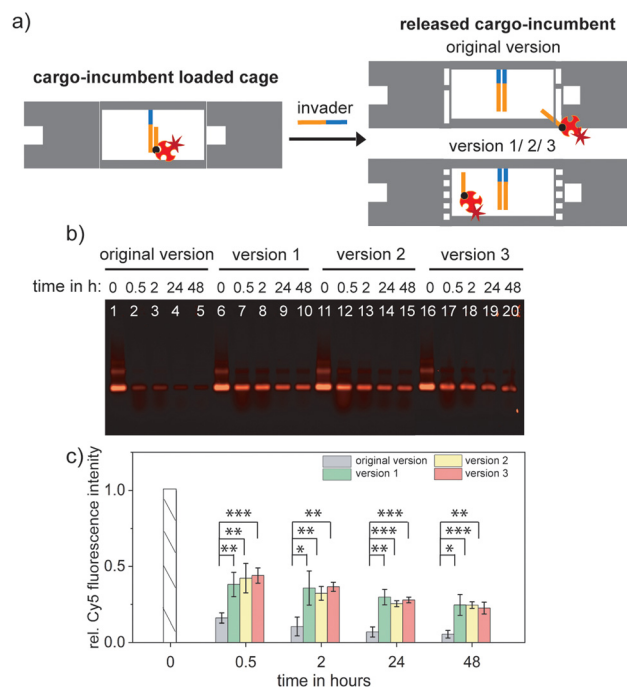 a)
released cargo-incumbent
original version
cargo-incumbent loaded cage
invader
version 1/ 2/ 3
b)
original version version 1 version 2 version 3
time in h: 0 0.5 2 24 48 0 0.5 2 24 48 0 0.5 2 24 48 0 0.5 2 24 48
1 2 3 4 5 6 7 8 9 10 11 12 13 14 15 16 17 18 19 20
c)
rel. Cy5 fluorescence intenity
original version version 2
version 1 version 3
1.0
*** ** *** **
** ** *** ***
** * ** *
0.5
0.0
0 0.5 2 24 48
time in hours